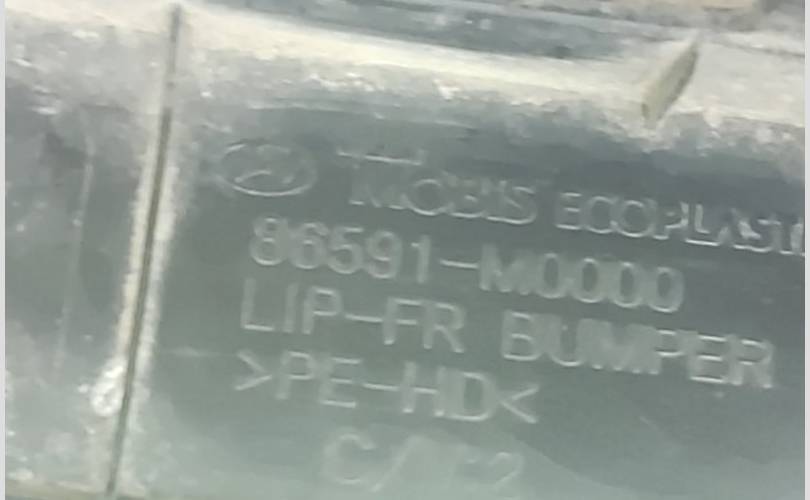 MOBIS ECOPLASTIC
86591-M0000
LIP-FR BUMPER
>PE-HD<